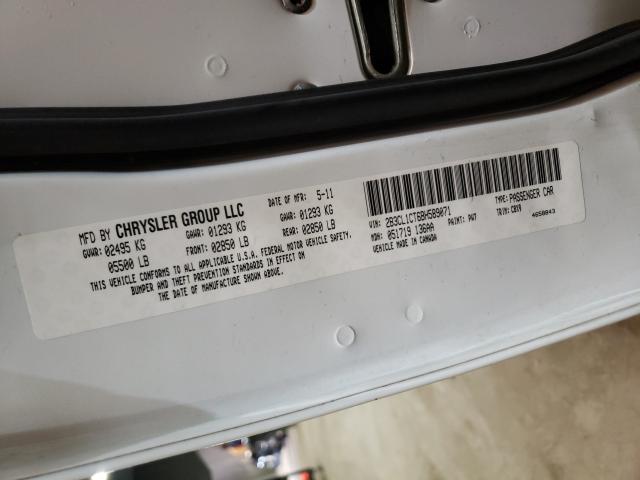 MFD BY CHRYSLER GROUP LLC DATE OF MFR: 5-11
GVWR: 02495 KG GAWR: 01293 KG GAWR: 01293 KG
05500 LB FRONT: 02850 LB REAR: 02850 LB
THIS VEHICLE CONFORMS TO ALL APPLICABLE U.S.A. FEDERAL MOTOR VEHICLE SAFETY,
BUMPER AND THEFT PREVENTION STANDARDS IN EFFECT ON
THE DATE OF MANUFACTURE SHOWN ABOVE.
VIN: 2B3CL1CT6BH589071 TYPE: PASSENGER CAR
MDH: 051719 136AA PAINT: PW7 TRIM: CBX9
VEHICLE MADE IN CANADA 4658843